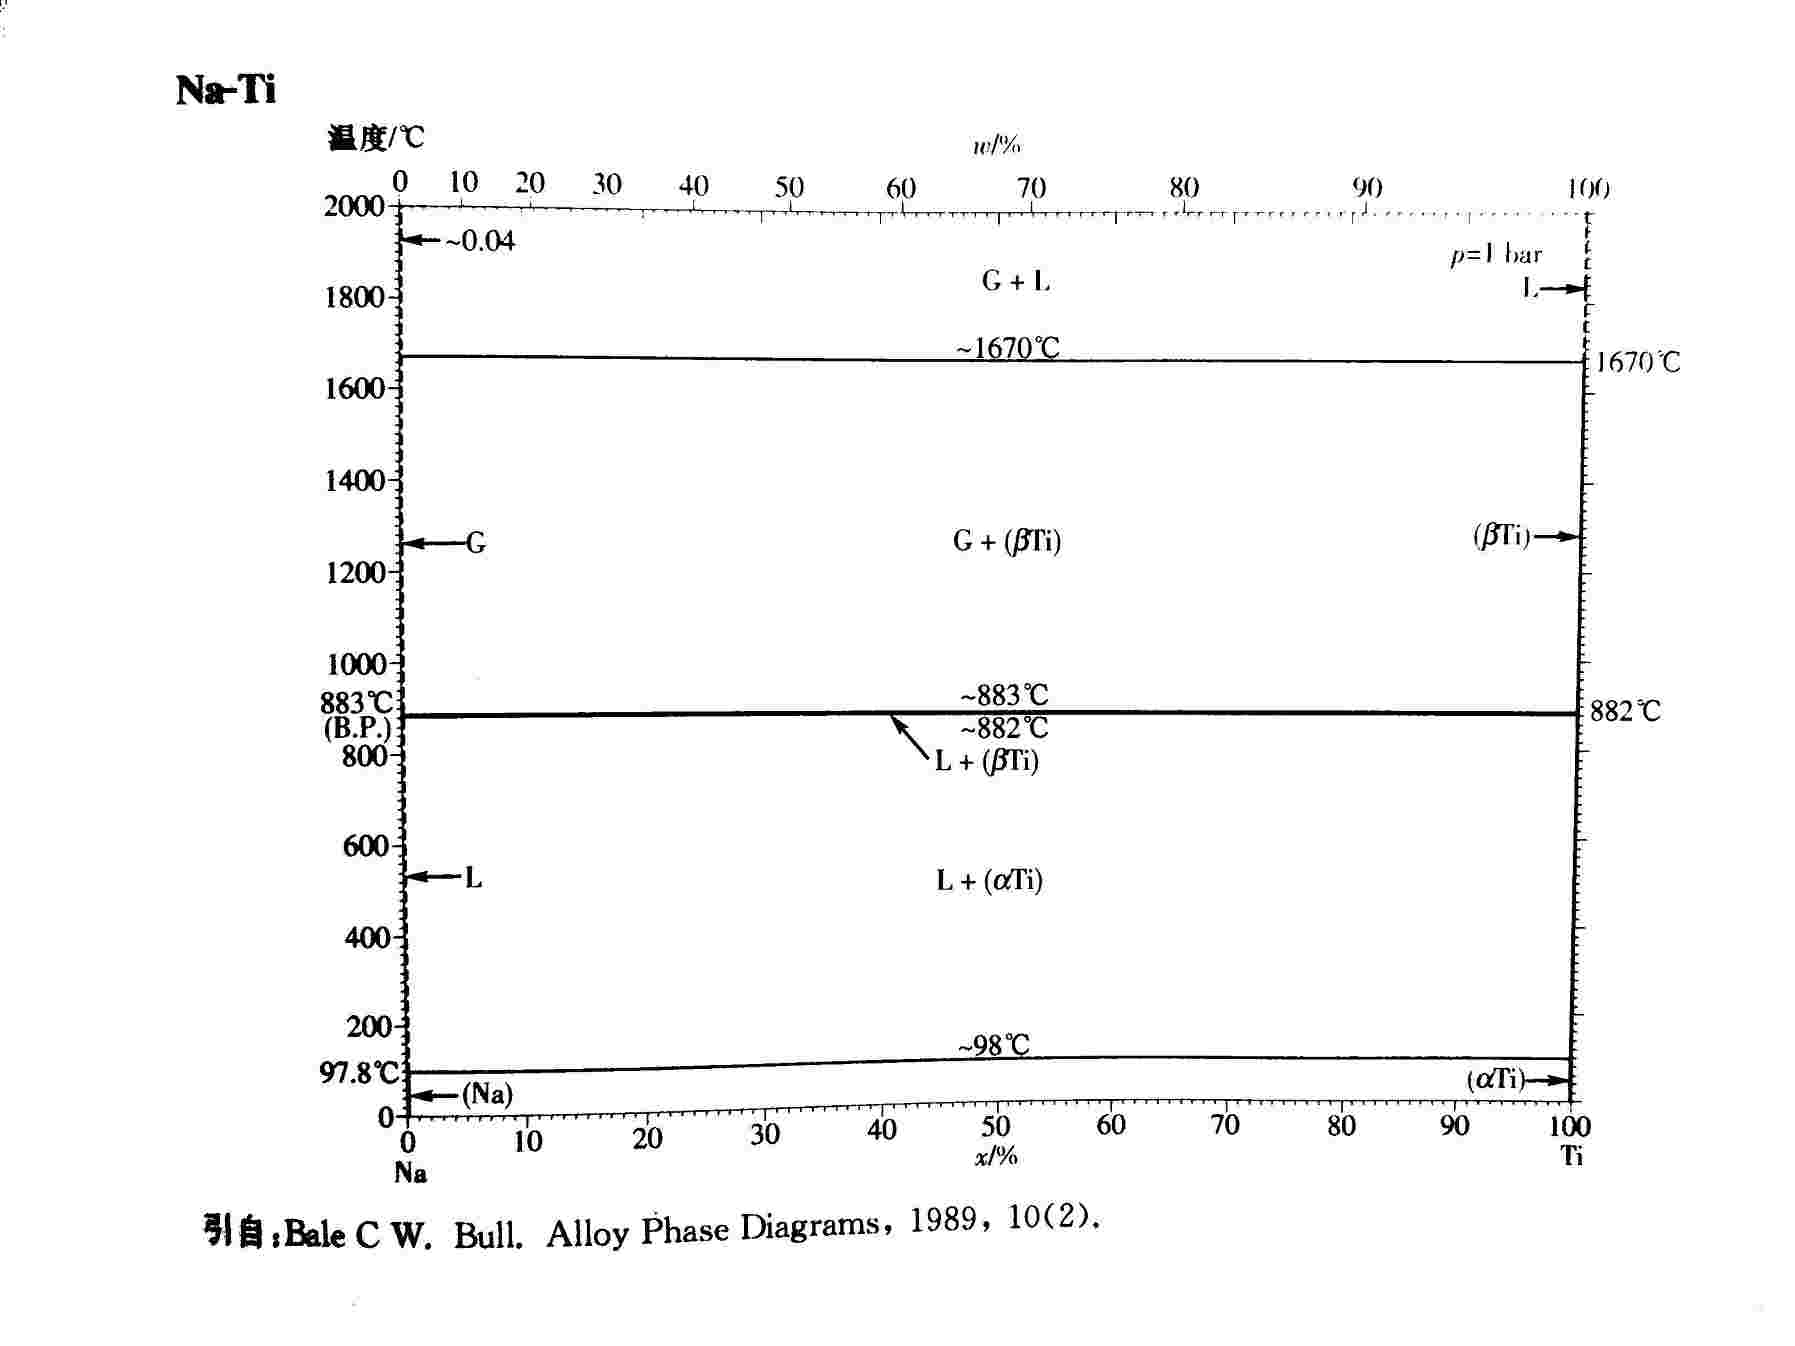 Na-Ti
温度/℃
w/%
0 10 20 30 40 50 60 70 80 90 100
2000
~0.04
p=1 bar
G + L
L
1800
~1670℃
1670℃
1600
1400
G
G + (βTi)
(βTi)
1200
1000
883℃
(B.P.)
~883℃
882℃
~882℃
L + (βTi)
800
600
L
L + (αTi)
400
200
~98℃
97.8℃
(αTi)
(Na)
0
0 10 20 30 40 50 60 70 80 90 100
Na
x/%
Ti
引自:Bale C W. Bull. Alloy Phase Diagrams, 1989, 10(2).